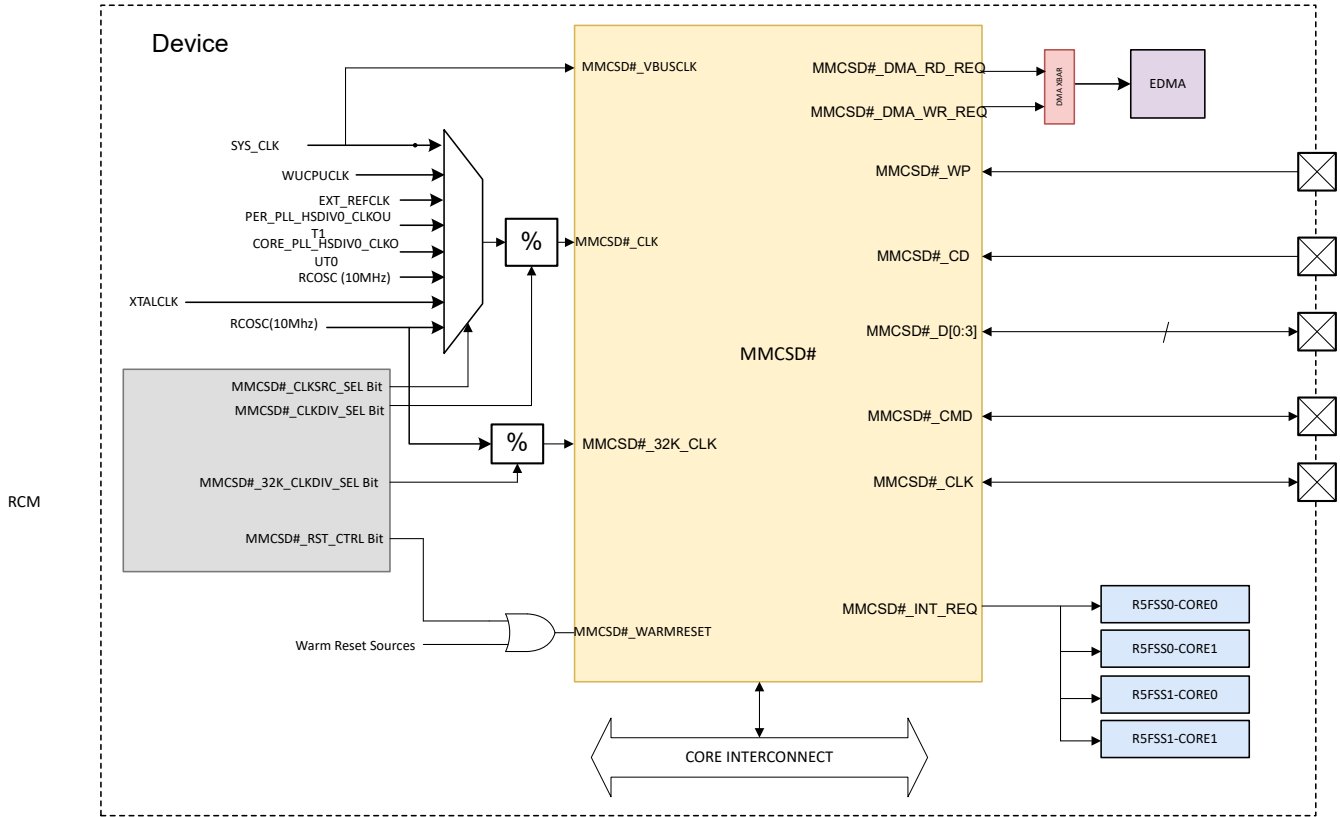 Device
MMCSD#_VBUSCLK
SYS_CLK
WUCPUCLK
EXT_REFCLK
PER_PLL_HSDIV0_CLKOU
T1
CORE_PLL_HSDIV0_CLKO
UT0
RCOSC (10MHz)
XTALCLK
RCOSC(10Mhz)
%
MMCSD#_CLK
MMCSD#_CLKSRC_SEL Bit
MMCSD#_CLKDIV_SEL Bit
%
MMCSD#_32K_CLK
MMCSD#_32K_CLKDIV_SEL Bit
RCM
MMCSD#_RST_CTRL Bit
Warm Reset Sources
MMCSD#_WARMRESET
MMCSD#
MMCSD#_DMA_RD_REQ
MMCSD#_DMA_WR_REQ
DMA XBAR
EDMA
MMCSD#_WP
MMCSD#_CD
MMCSD#_D[0:3]
MMCSD#_CMD
MMCSD#_CLK
MMCSD#_INT_REQ
R5FSS0-CORE0
R5FSS0-CORE1
R5FSS1-CORE0
R5FSS1-CORE1
CORE INTERCONNECT